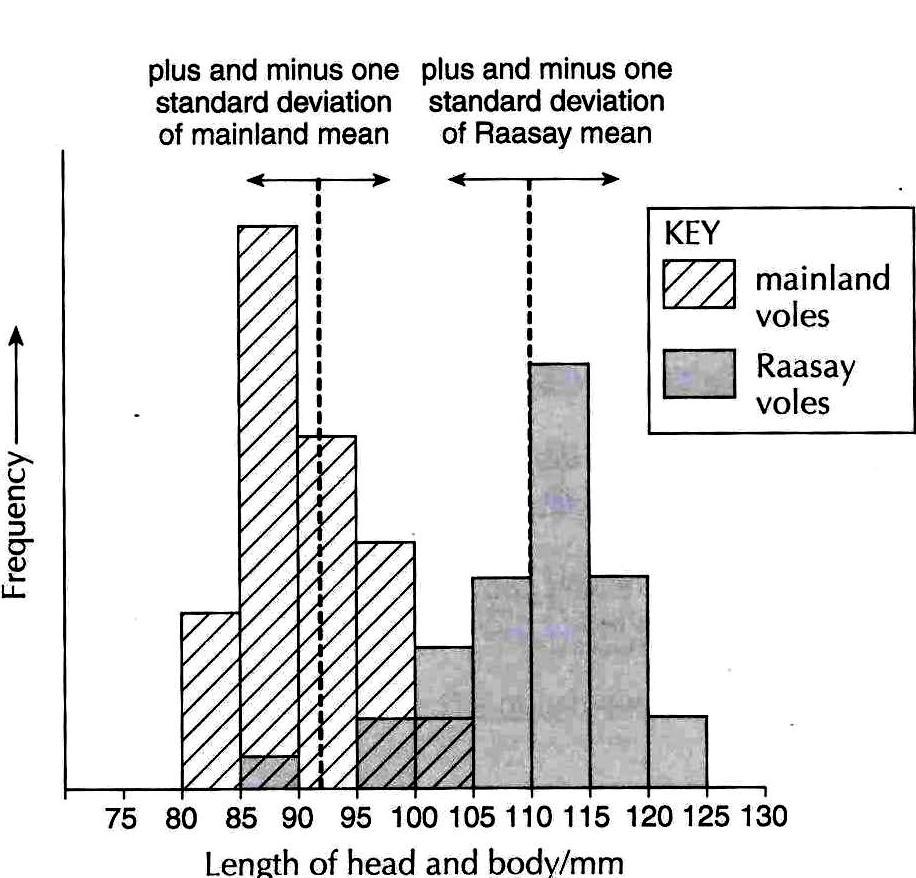 plus and minus one
standard deviation
of mainland mean
plus and minus one
standard deviation
of Raasay mean
KEY
mainland
voles
Raasay
voles
Frequency
75 80 85 90 95 100 105 110 115 120 125 130
Length of head and body/mm